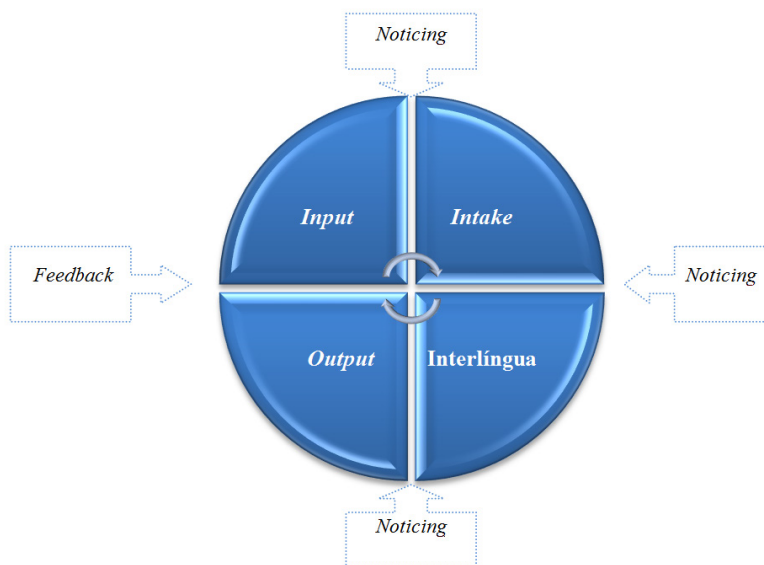 Noticing
Input
Intake
Feedback
Noticing
Output
Interlíngua
Noticing